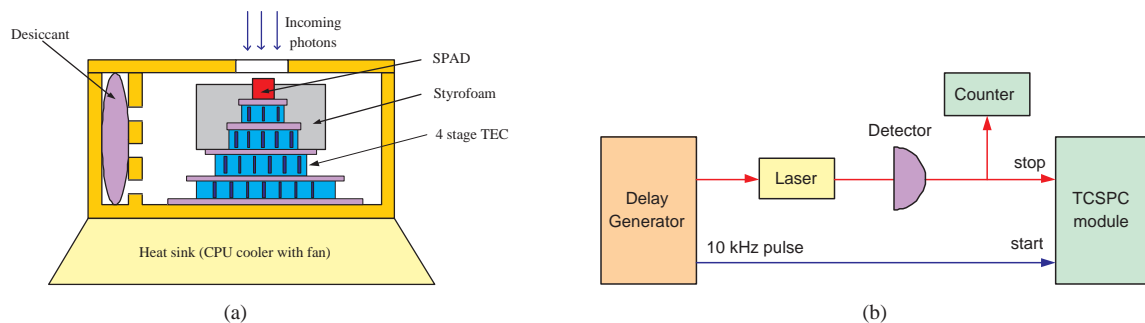 Desiccant
Incoming
photons
SPAD
Styrofoam
4 stage TEC
Heat sink (CPU cooler with fan)
(a)
Counter
Detector
Delay
Generator
Laser
stop
TCSPC
module
10 kHz pulse
start
(b)